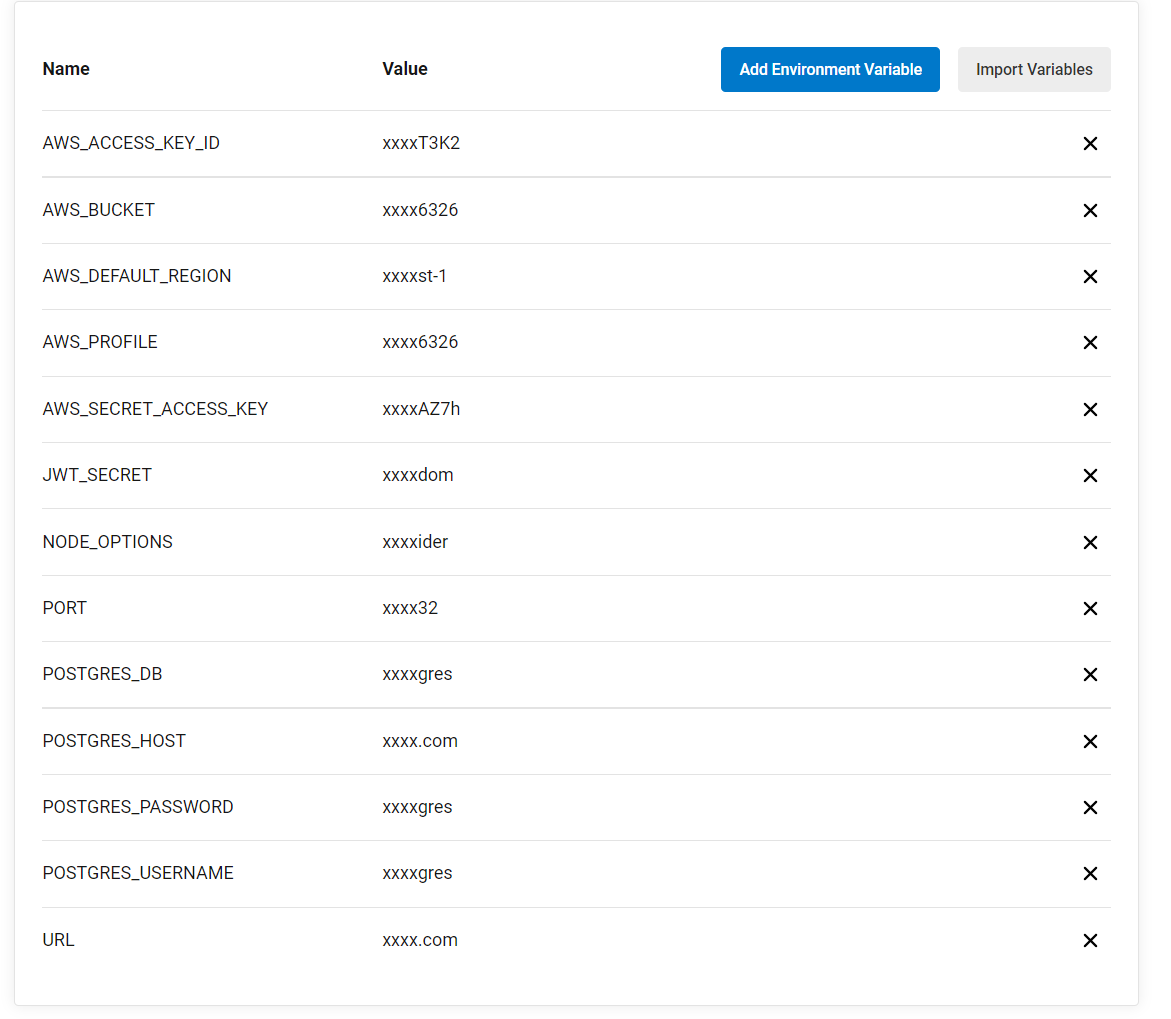 Name Value Add Environment Variable Import Variables
AWS_ACCESS_KEY_ID xxxxT3K2
AWS_BUCKET xxxx6326
AWS_DEFAULT_REGION xxxxst-1
AWS_PROFILE xxxx6326
AWS_SECRET_ACCESS_KEY xxxxAZ7h
JWT_SECRET xxxxdom
NODE_OPTIONS xxxxider
PORT xxxx32
POSTGRES_DB xxxxgres
POSTGRES_HOST xxxx.com
POSTGRES_PASSWORD xxxxgres
POSTGRES_USERNAME xxxxgres
URL xxxx.com